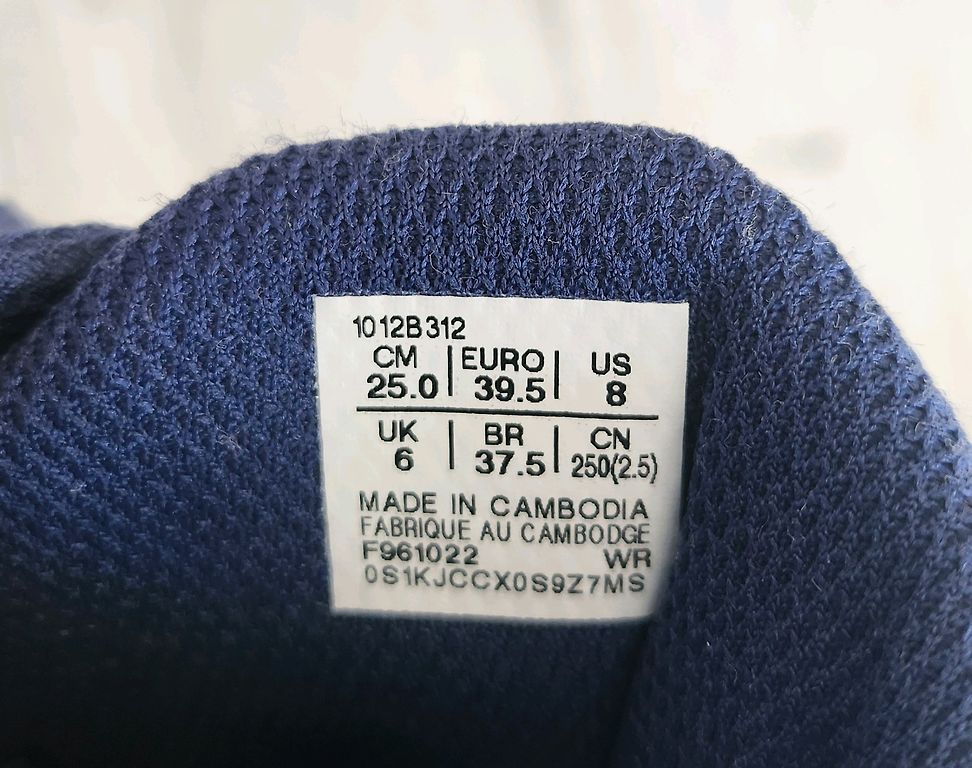 1012B312
CM | EURO | US
25.0 | 39.5 | 8
UK | BR | CN
6 | 37.5 | 250(2.5)
MADE IN CAMBODIA
FABRIQUE AU CAMBODGE
F961022 WR
0S1KJCCX0S9Z7MS